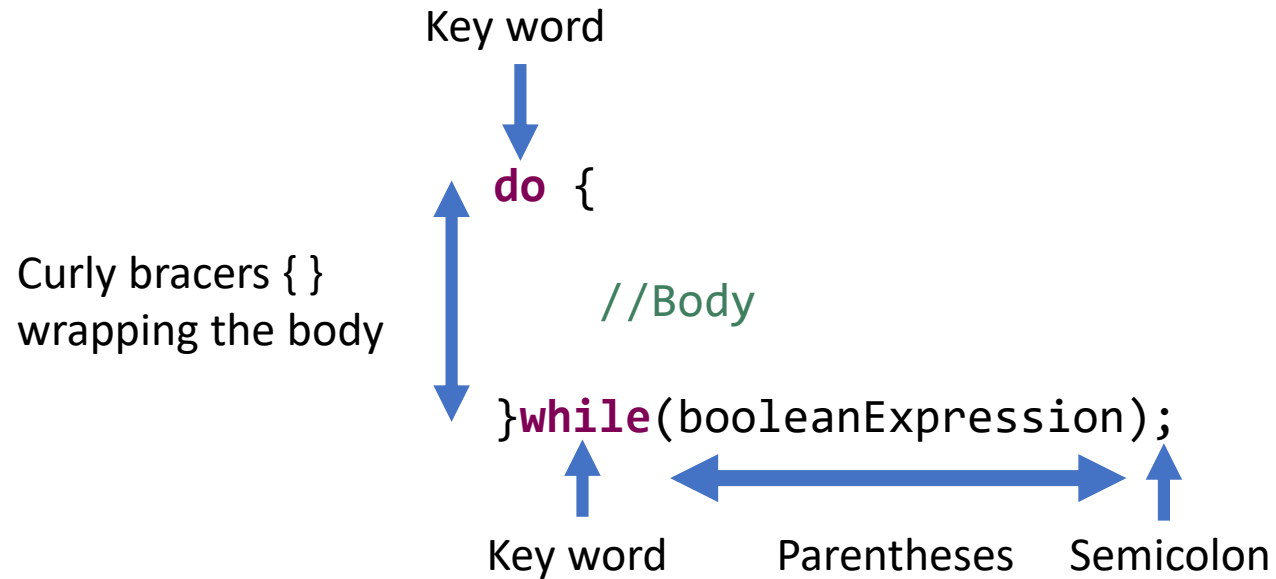 Key word
do {
Curly bracers { }
wrapping the body
//Body
}while(booleanExpression);
Key word Parentheses Semicolon